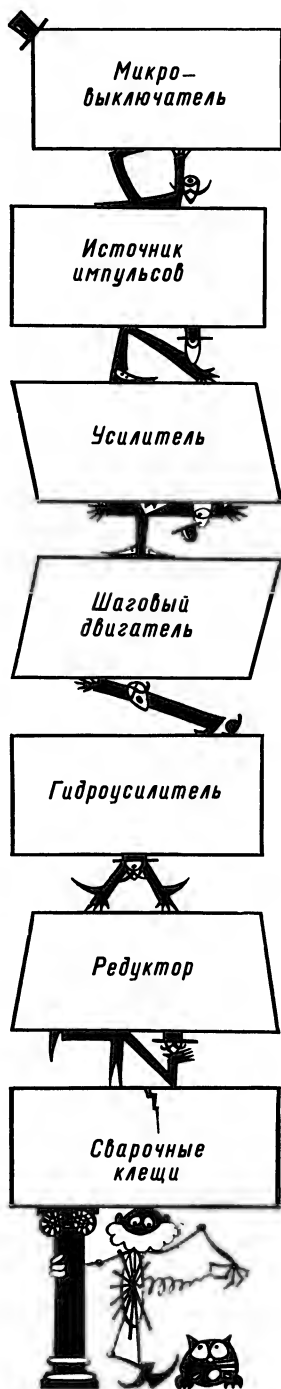 Микро–
выключатель
Источник
импульсов
Усилитель
Шаговый
двигатель
Гидроусилитель
Редуктор
Сварочные
клещи